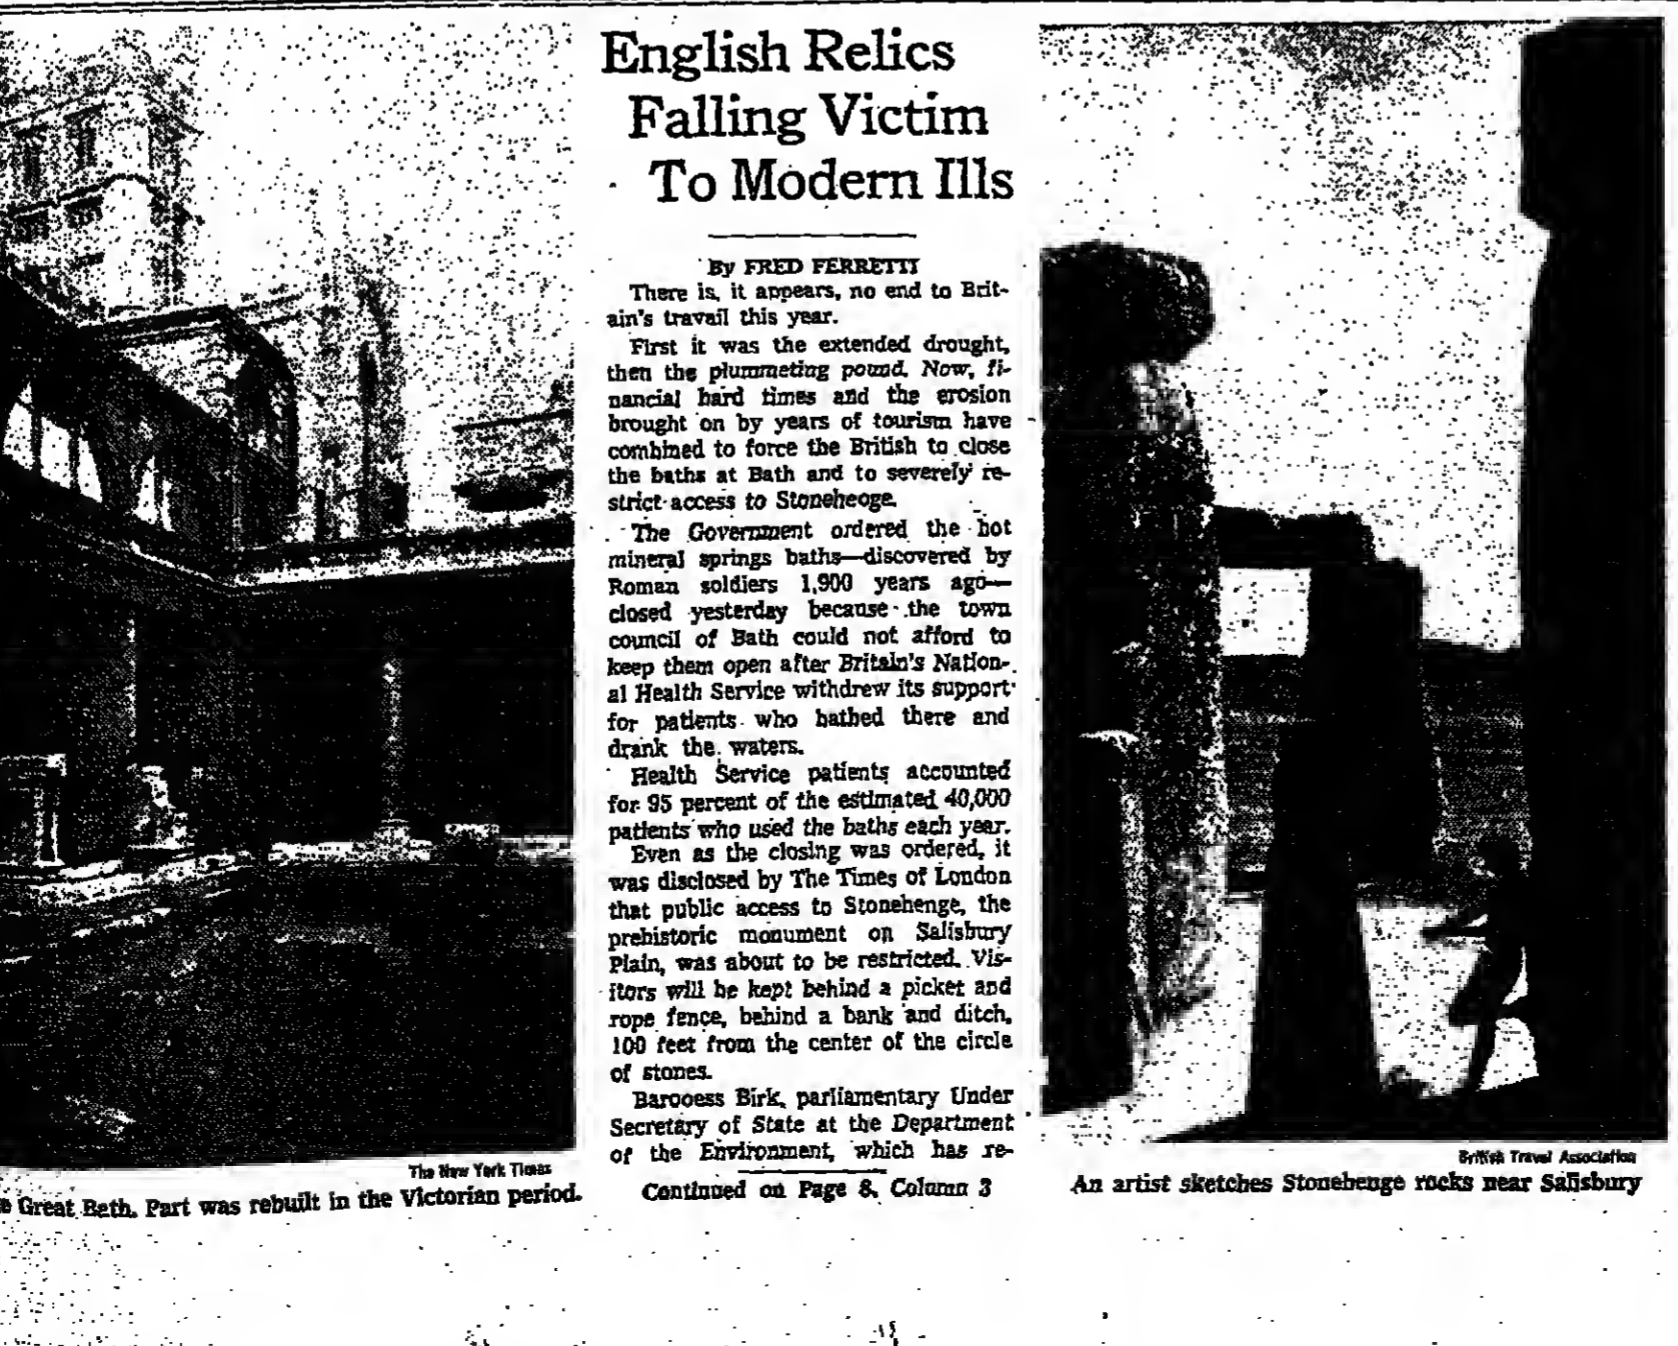 English Relics
Falling Victim
To Modern Ills
By FRED FERRETTI
There is, it appears, no end to Brit-
ain's travail this year.
First it was the extended drought,
then the plummeting pound. Now, fi-
nancial hard times and the erosion
brought on by years of tourism have
combined to force the British to close
the baths at Bath and to severely re-
strict access to Stonehenge.
The Government ordered the hot
mineral springs baths—discovered by
Roman soldiers 1,900 years ago—
closed yesterday because the town
council of Bath could not afford to
keep them open after Britain's Nation-
al Health Service withdrew its support
for patients who bathed there and
drank the waters.
Health Service patients accounted
for 95 percent of the estimated 40,000
patients who used the baths each year.
Even as the closing was ordered, it
was disclosed by The Times of London
that public access to Stonehenge, the
prehistoric monument on Salisbury
Plain, was about to be restricted. Vis-
itors will be kept behind a picket and
rope fence, behind a bank and ditch,
100 feet from the center of the circle
of stones.
Baroness Birk, parliamentary Under
Secretary of State at the Department
of the Environment, which has re-
Continued on Page 8, Column 3
The New York Times
Great Bath. Part was rebuilt in the Victorian period.
British Travel Association
An artist sketches Stonehenge rocks near Salisbury